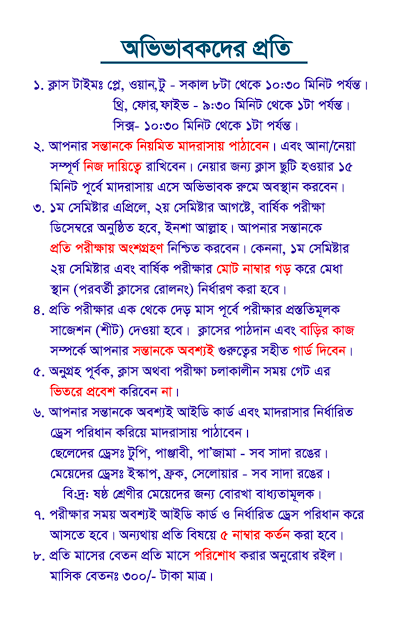 অভিভাবকদের প্রতি
১. ক্লাস টাইমঃ প্লে, ওয়ান,টু - সকাল ৮টা থেকে ১০:৩০ মিনিট পর্যন্ত।
থ্রি, ফোর,ফাইভ - ৯:৩০ মিনিট থেকে ১টা পর্যন্ত।
সিক্স- ১০:৩০ মিনিট থেকে ১টা পর্যন্ত।
২. আপনার সন্তানকে নিয়মিত মাদরাসায় পাঠাবেন। এবং আনা/নেয়া
সম্পূর্ণ নিজ দায়িত্বে রাখিবেন। নেয়ার জন্য ক্লাস ছুটি হওয়ার ১৫
মিনিট পূর্বে মাদরাসায় এসে অভিভাবক রুমে অবস্থান করবেন।
৩. ১ম সেমিষ্টার এপ্রিলে, ২য় সেমিষ্টার আগষ্টে, বার্ষিক পরীক্ষা
ডিসেম্বরে অনুষ্ঠিত হবে, ইনশা আল্লাহ। আপনার সন্তানকে
প্রতি পরীক্ষায় অংশগ্রহণ নিশ্চিত করবেন। কেননা, ১ম সেমিষ্টার
২য় সেমিষ্টার এবং বার্ষিক পরীক্ষার মোট নাম্বার গড় করে মেধা
স্থান (পরবর্তী ক্লাসের রোলনং) নির্ধারণ করা হবে।
৪. প্রতি পরীক্ষার এক থেকে দেড় মাস পূর্বে পরীক্ষার প্রস্ততিমূলক
সাজেশন (শীট) দেওয়া হবে। ক্লাসের পাঠদান এবং বাড়ির কাজ
সম্পর্কে আপনার সন্তানকে অবশ্যই গুরুত্বের সহীত গার্ড দিবেন।
৫. অনুগ্রহ পূর্বক, ক্লাস অথবা পরীক্ষা চলাকালীন সময় গেট এর
ভিতরে প্রবেশ করিবেন না।
৬. আপনার সন্তানকে অবশ্যই আইডি কার্ড এবং মাদরাসার নির্ধারিত
ড্রেস পরিধান করিয়ে মাদরাসায় পাঠাবেন।
ছেলেদের ড্রেসঃ টুপি, পাঞ্জাবী, পা'জামা - সব সাদা রঙের।
মেয়েদের ড্রেসঃ ইস্কাপ, ফ্রক, সেলোয়ার - সব সাদা রঙের।
বি:দ্র: ষষ্ঠ শ্রেণীর মেয়েদের জন্য বোরখা বাধ্যতামূলক।
৭. পরীক্ষার সময় অবশ্যই আইডি কার্ড ও নির্ধারিত ড্রেস পরিধান করে
আসতে হবে। অন্যথায় প্রতি বিষয়ে ৫ নাম্বার কর্তন করা হবে।
৮. প্রতি মাসের বেতন প্রতি মাসে পরিশোধ করার অনুরোধ রইল।
মাসিক বেতনঃ ৩০০/- টাকা মাত্র।